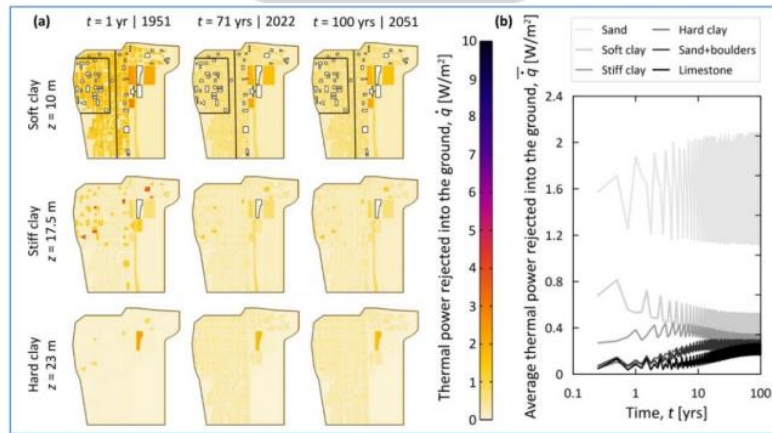 (a)
t = 1 yr | 1951
t = 71 yrs | 2022
t = 100 yrs | 2051
Soft clay
z = 10 m
Stiff clay
z = 17.5 m
Hard clay
z = 23 m
10
9
8
7
6
5
4
3
2
1
0
Thermal power rejected into the ground, q̇ [W/m²]
(b)
Sand
Soft clay
Stiff clay
Hard clay
Sand+boulders
Limestone
Average thermal power rejected into the ground, q̇̅ [W/m²]
2.4
2
1.6
1.2
0.8
0.4
0
0.1
1
10
100
Time, t [yrs]